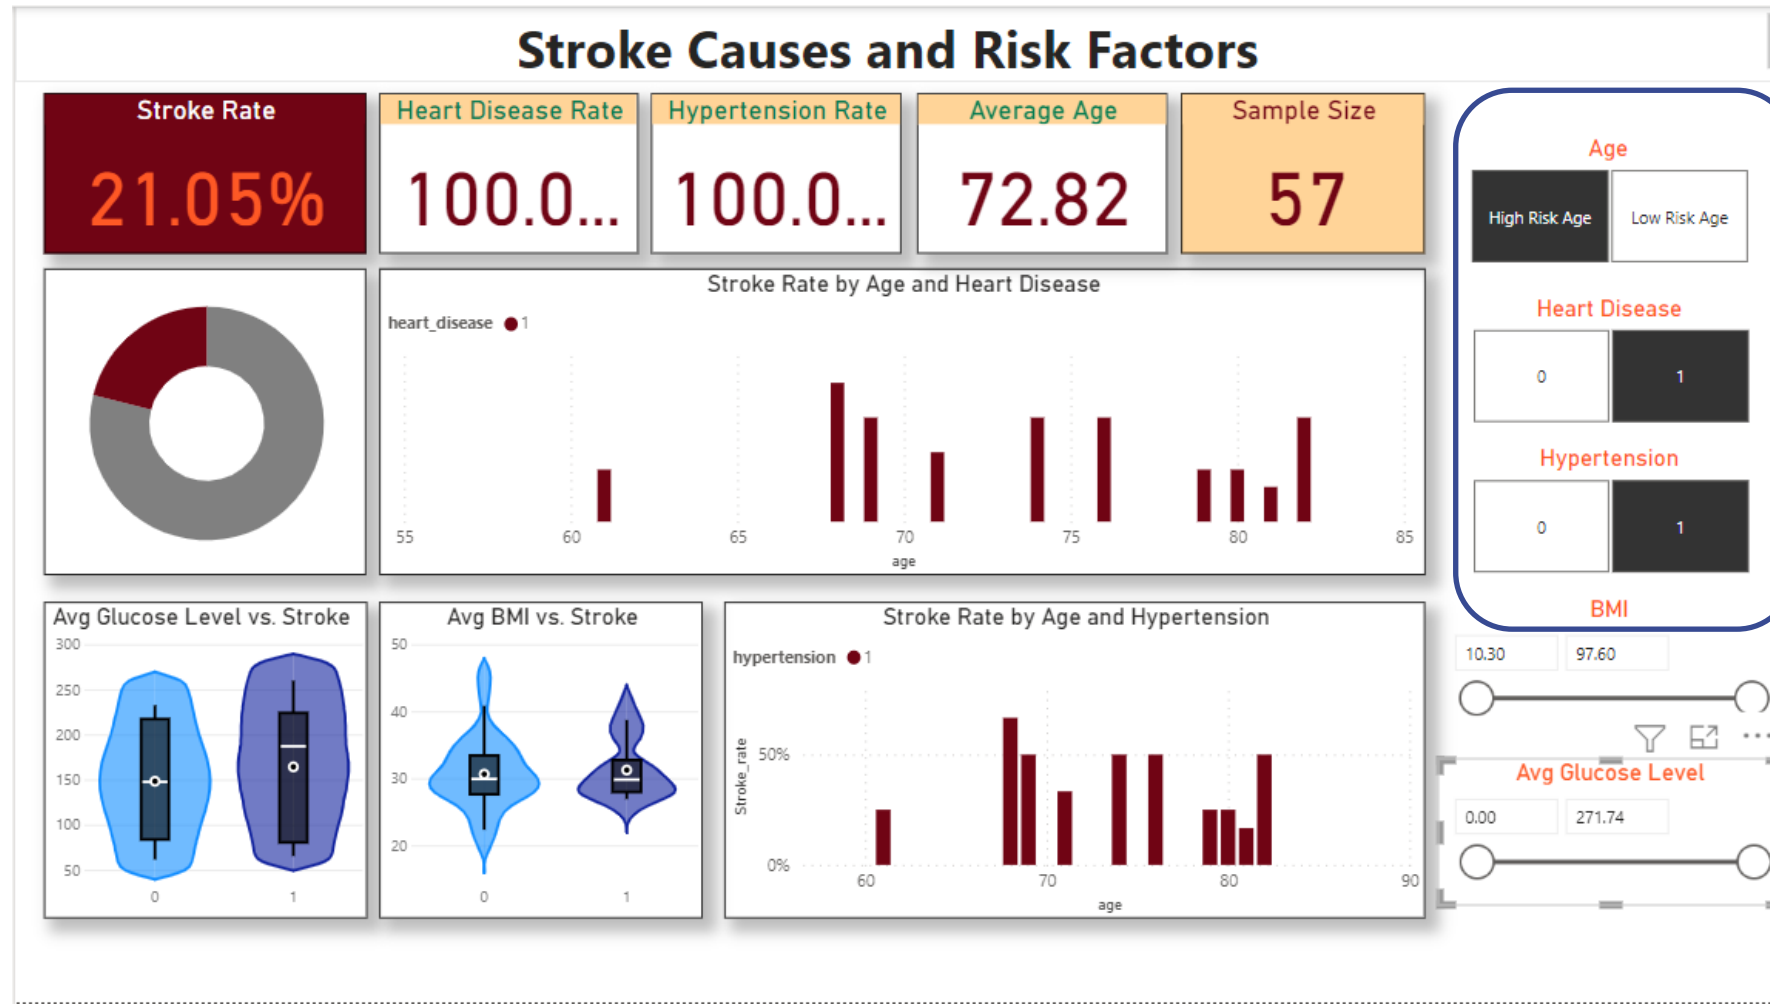 Stroke Causes and Risk Factors
Stroke Rate
21.05%
Heart Disease Rate
100.0...
Hypertension Rate
100.0...
Average Age
72.82
Sample Size
57
Age
High Risk Age
Low Risk Age
Heart Disease
0
1
Hypertension
0
1
BMI
10.30
97.60
Avg Glucose Level
0.00
271.74
Stroke Rate by Age and Heart Disease
heart_disease 1
55 60 65 70 75 80 85
age
Avg Glucose Level vs. Stroke
300
250
200
150
100
50
0 1
Avg BMI vs. Stroke
50
40
30
20
0 1
Stroke Rate by Age and Hypertension
hypertension 1
Stroke_rate
50%
0%
60 70 80 90
age